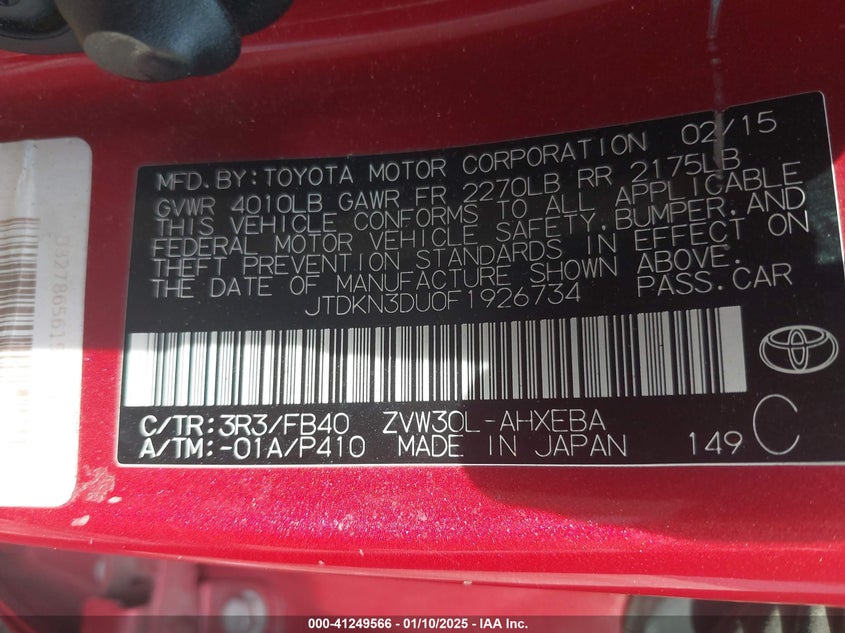 MFD. BY: TOYOTA MOTOR CORPORATION 02/15
GVWR 4010LB GAWR FR 2270LB RR 2175LB
THIS VEHICLE CONFORMS TO ALL APPLICABLE
FEDERAL MOTOR VEHICLE SAFETY, BUMPER, AND
THEFT PREVENTION STANDARDS IN EFFECT ON
THE DATE OF MANUFACTURE SHOWN ABOVE.
JTDKN3DU0F1926734 PASS. CAR
C/TR: 3R3/FB40 ZVW30L-AHXEBA
A/TM: -01A/P410 MADE IN JAPAN 149 C
000-41249566 - 01/10/2025 - IAA Inc.